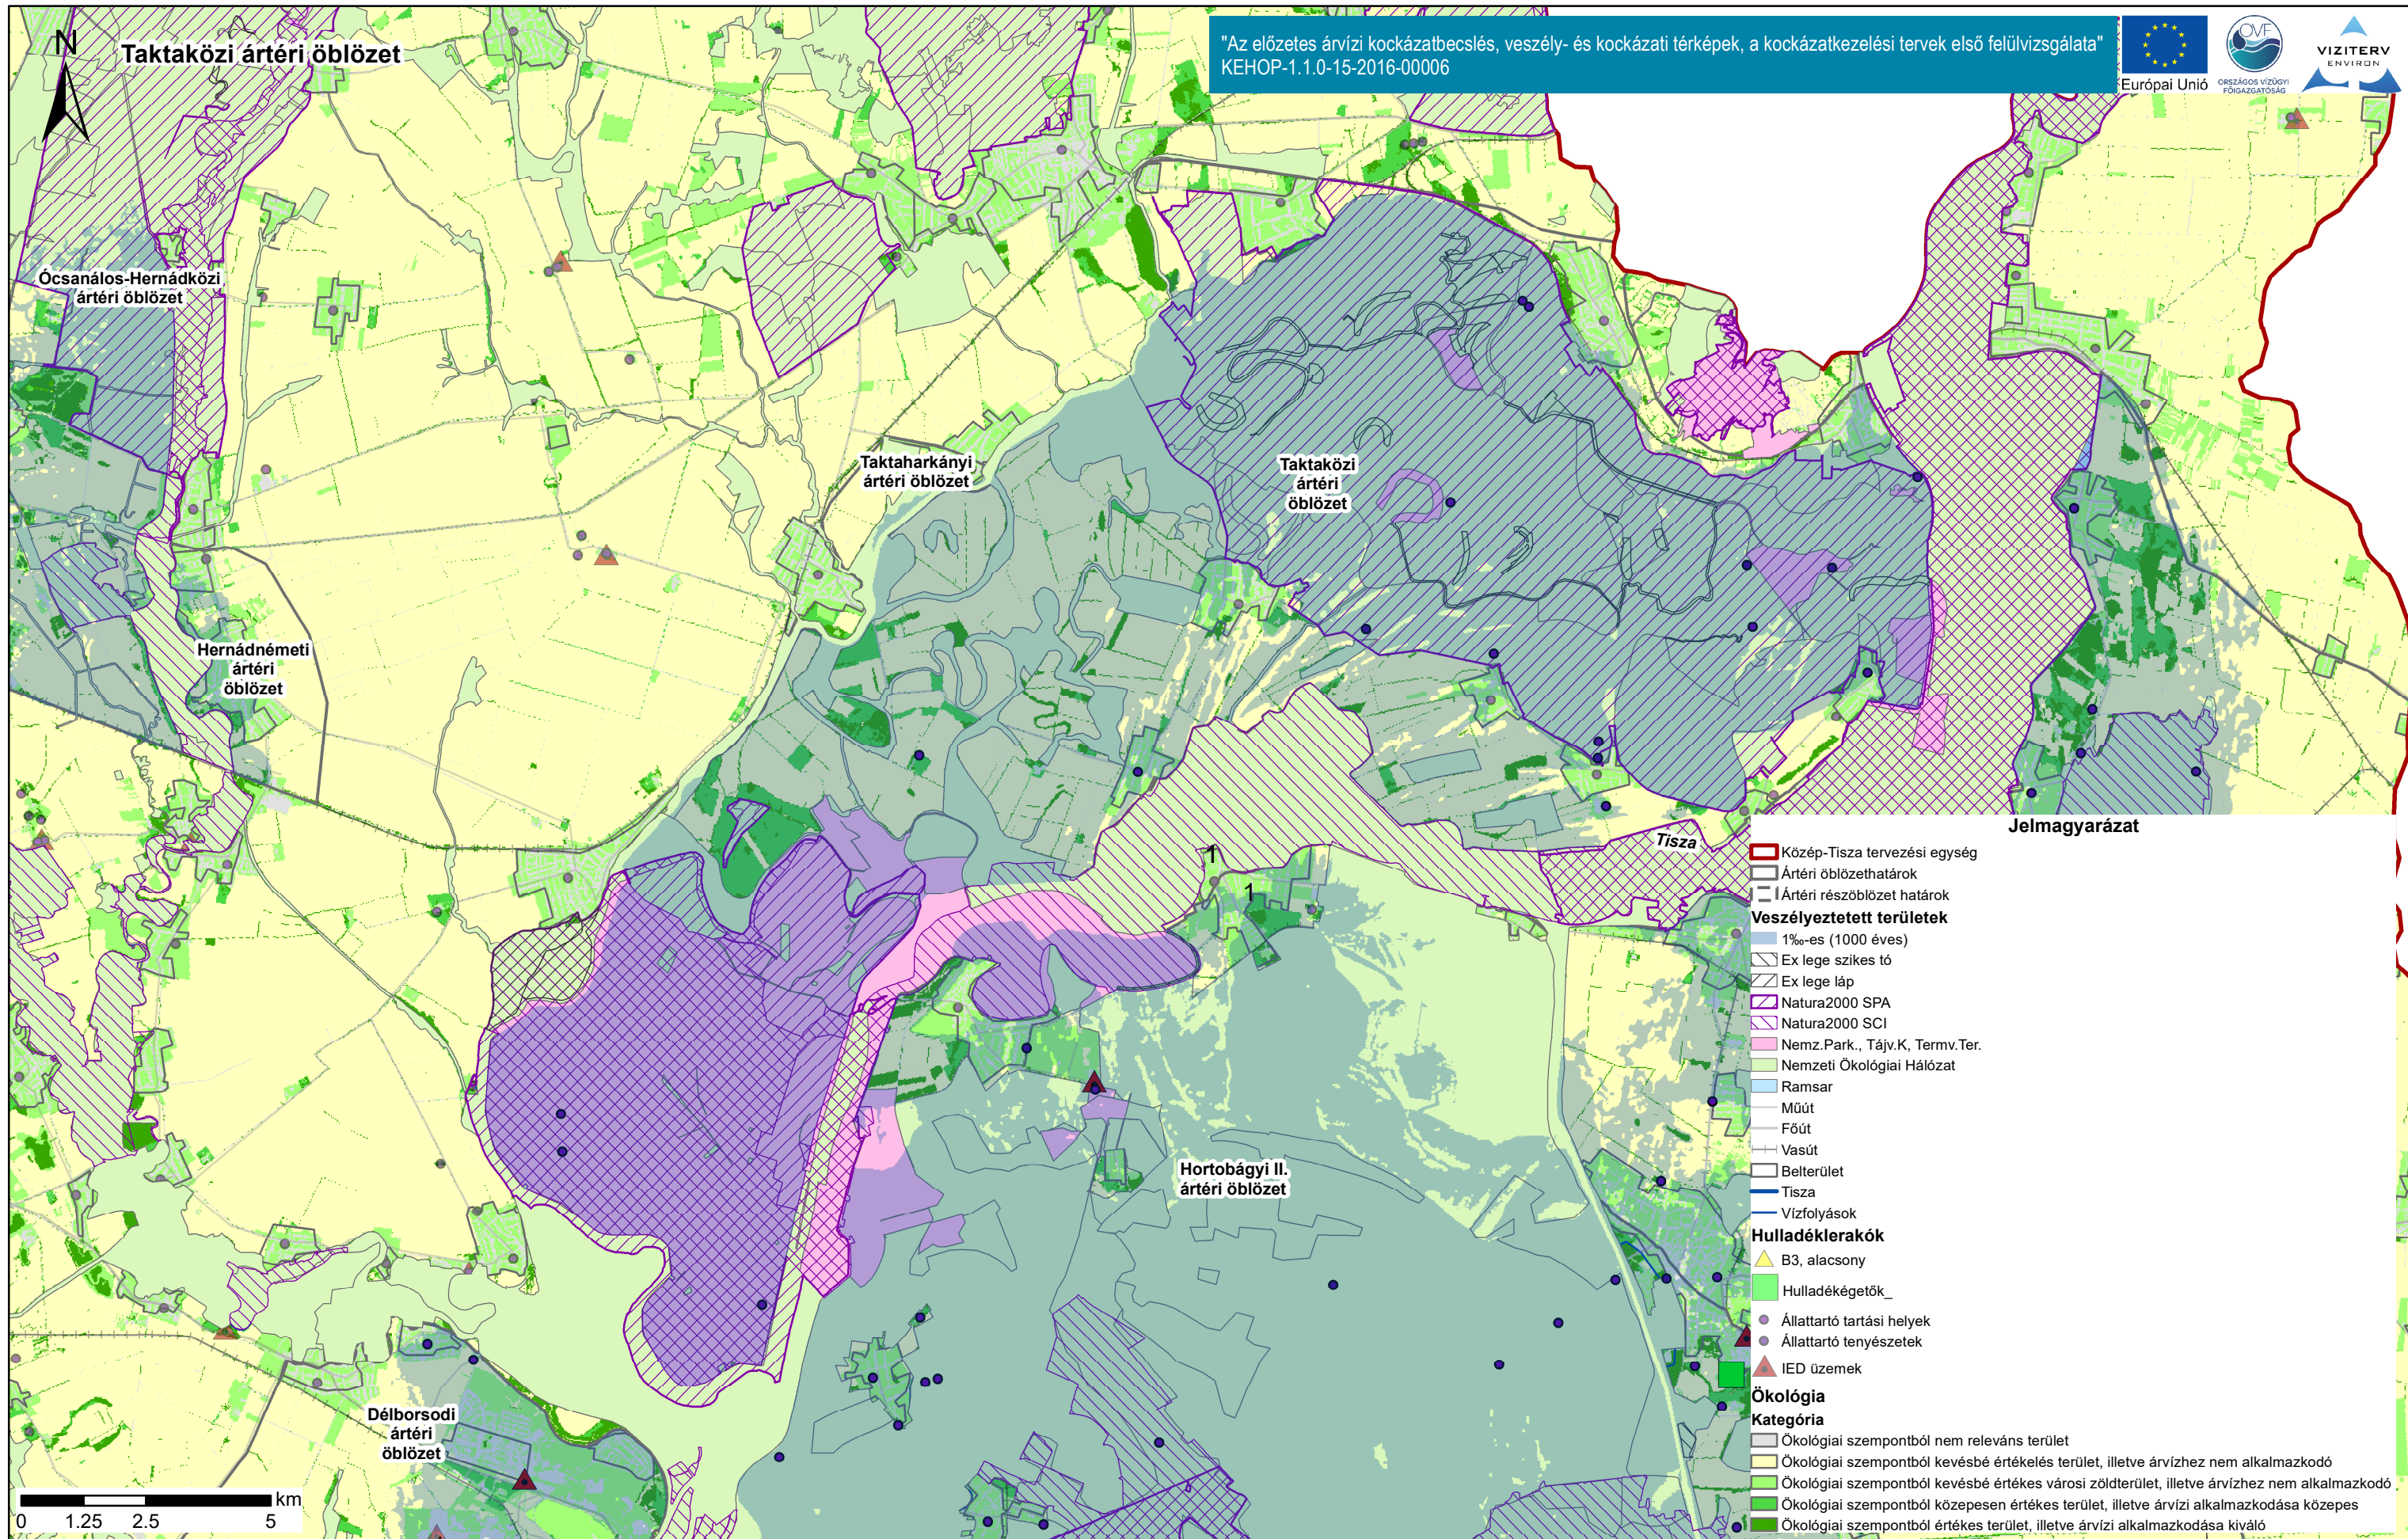 N
Taktaközi ártéri öblözet
"Az előzetes árvízi kockázatbecslés, veszély- és kockázati térképek, a kockázatkezelési tervek első felülvizsgálata"
KEHOP-1.1.0-15-2016-00006
Európai Unió
OVF
ORSZÁGOS VÍZÜGYI
FŐIGAZGATÓSÁG
VIZITERV
ENVIRON
Ócsanálos-Hernádközi
ártéri öblözet
Taktaharkányi
ártéri öblözet
Taktaközi
ártéri
öblözet
Hernádnémeti
ártéri
öblözet
Tisza
1
1
Hortobágyi II.
ártéri öblözet
Délborsodi
ártéri
öblözet
km
0 1.25 2.5 5
Jelmagyarázat
Közép-Tisza tervezési egység
Ártéri öblözethatárok
Ártéri részöblözet határok
Veszélyeztetett területek
1‰-es (1000 éves)
Ex lege szikes tó
Ex lege láp
Natura2000 SPA
Natura2000 SCI
Nemz.Park., Tájv.K, Termv.Ter.
Nemzeti Ökológiai Hálózat
Ramsar
Műút
Főút
Vasút
Belterület
Tisza
Vízfolyások
Hulladéklerakók
B3, alacsony
Hulladékégetők_
Állattartó tartási helyek
Állattartó tenyészetek
IED üzemek
Ökológia
Kategória
Ökológiai szempontból nem releváns terület
Ökológiai szempontból kevésbé értékelés terület, illetve árvízhez nem alkalmazkodó
Ökológiai szempontból kevésbé értékes városi zöldterület, illetve árvízhez nem alkalmazkodó
Ökológiai szempontból közepesen értékes terület, illetve árvízi alkalmazkodása közepes
Ökológiai szempontból értékes terület, illetve árvízi alkalmazkodása kiváló